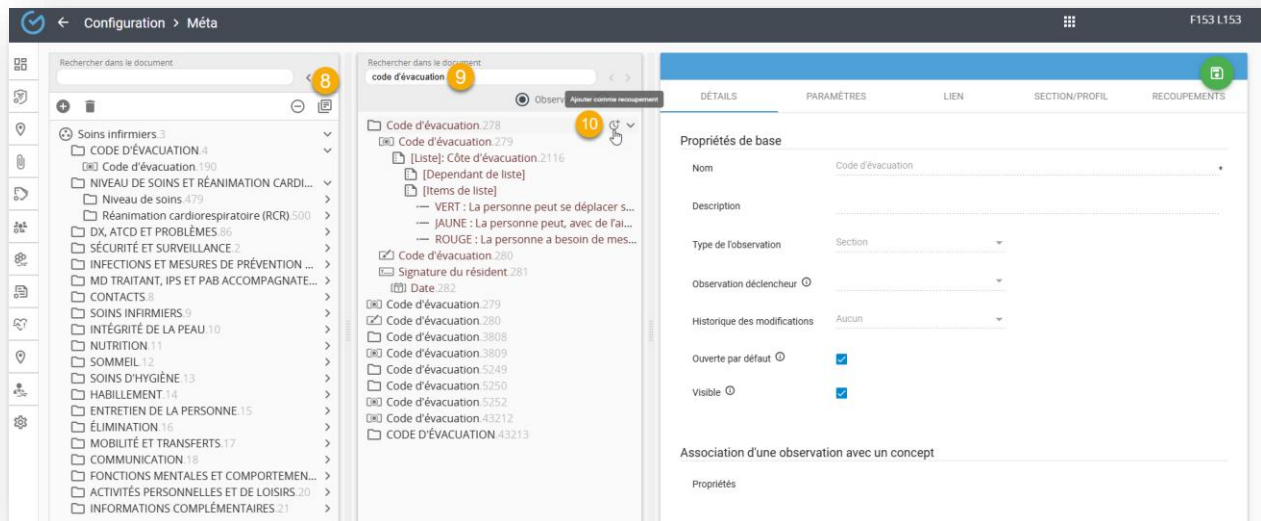 Configuration > Méta
F153 L153
Rechercher dans le document
8
Soins infirmiers.3
CODE D'ÉVACUATION.4
Code d'évacuation.190
NIVEAU DE SOINS ET RÉANIMATION CARDI...
Niveau de soins.479
Réanimation cardiorespiratoire (RCR).500
DX, ATCD ET PROBLÈMES.86
SÉCURITÉ ET SURVEILLANCE.2
INFECTIONS ET MESURES DE PRÉVENTION ...
MD TRAITANT, IPS ET PAB ACCOMPAGNATE...
CONTACTS.8
SOINS INFIRMIERS.9
INTÉGRITÉ DE LA PEAU.10
NUTRITION.11
SOMMEIL.12
SOINS D'HYGIÈNE.13
HABILLEMENT.14
ENTRETIEN DE LA PERSONNE.15
ÉLIMINATION.16
MOBILITÉ ET TRANSFERTS.17
COMMUNICATION.18
FONCTIONS MENTALES ET COMPORTEMEN...
ACTIVITÉS PERSONNELLES ET DE LOISIRS.20
INFORMATIONS COMPLÉMENTAIRES.21
Rechercher dans le document
code d'évacuation
9
Observ
Ajouter comme recoupement
Code d'évacuation.278
10
Code d'évacuation.279
[Liste]: Côte d'évacuation.2116
[Dependant de liste]
[Items de liste]
VERT : La personne peut se déplacer s...
JAUNE : La personne peut, avec de l'ai...
ROUGE : La personne a besoin de mes...
Code d'évacuation.280
Signature du résident.281
Date.282
Code d'évacuation.279
Code d'évacuation.280
Code d'évacuation.3808
Code d'évacuation.3809
Code d'évacuation.5249
Code d'évacuation.5250
Code d'évacuation.5252
Code d'évacuation.43212
CODE D'ÉVACUATION.43213
DÉTAILS PARAMÈTRES LIEN SECTION/PROFIL RECOUPEMENTS
Propriétés de base
Nom Code d'évacuation *
Description
Type de l'observation Section
Observation déclencheur
Historique des modifications Aucun
Ouverte par défaut
Visible
Association d'une observation avec un concept
Propriétés